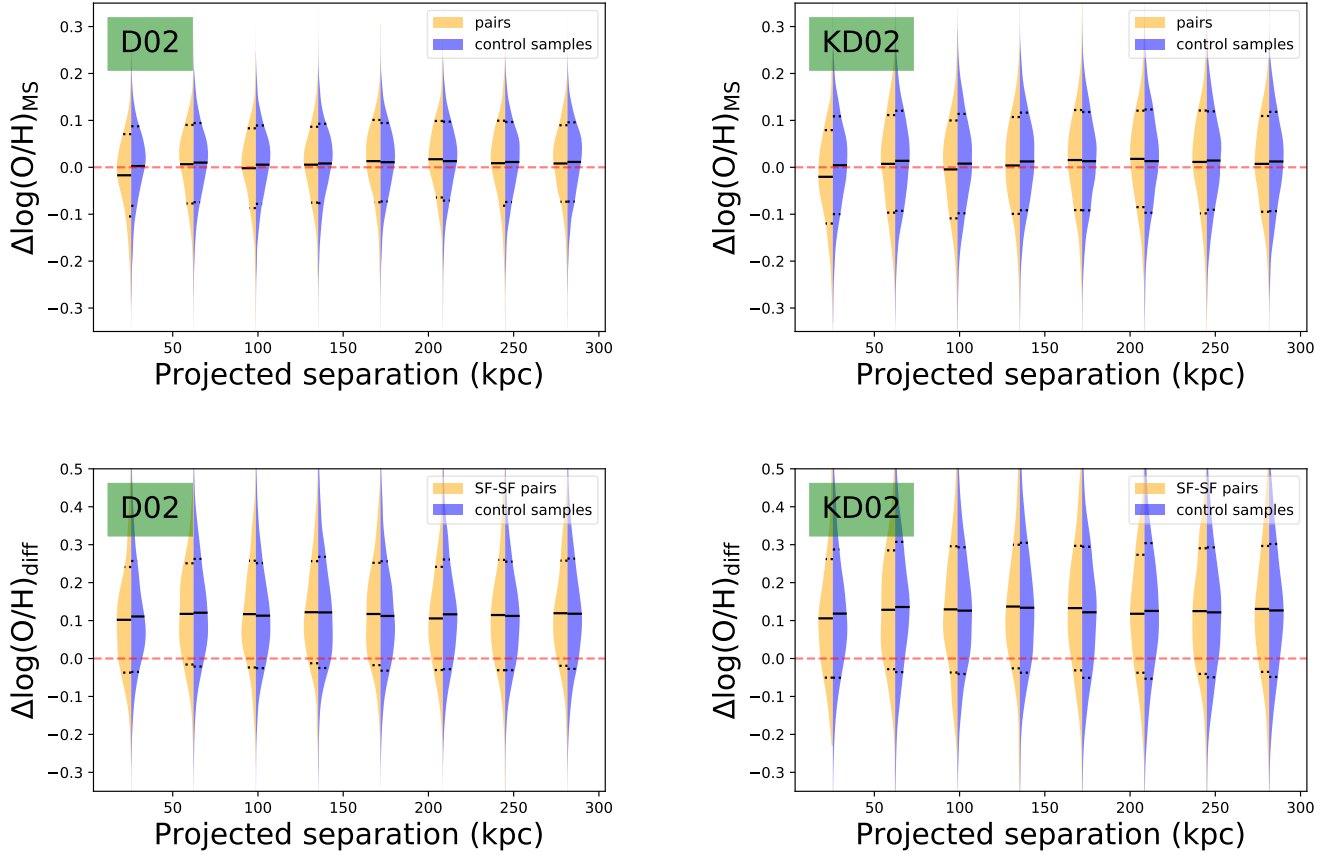 D02
pairs
control samples
Δlog(O/H)MS
0.3
0.2
0.1
0.0
−0.1
−0.2
−0.3
50
100
150
200
250
300
Projected separation (kpc)
KD02
pairs
control samples
Δlog(O/H)MS
0.3
0.2
0.1
0.0
−0.1
−0.2
−0.3
50
100
150
200
250
300
Projected separation (kpc)
D02
SF-SF pairs
control samples
Δlog(O/H)diff
0.5
0.4
0.3
0.2
0.1
0.0
−0.1
−0.2
−0.3
50
100
150
200
250
300
Projected separation (kpc)
KD02
SF-SF pairs
control samples
Δlog(O/H)diff
0.5
0.4
0.3
0.2
0.1
0.0
−0.1
−0.2
−0.3
50
100
150
200
250
300
Projected separation (kpc)